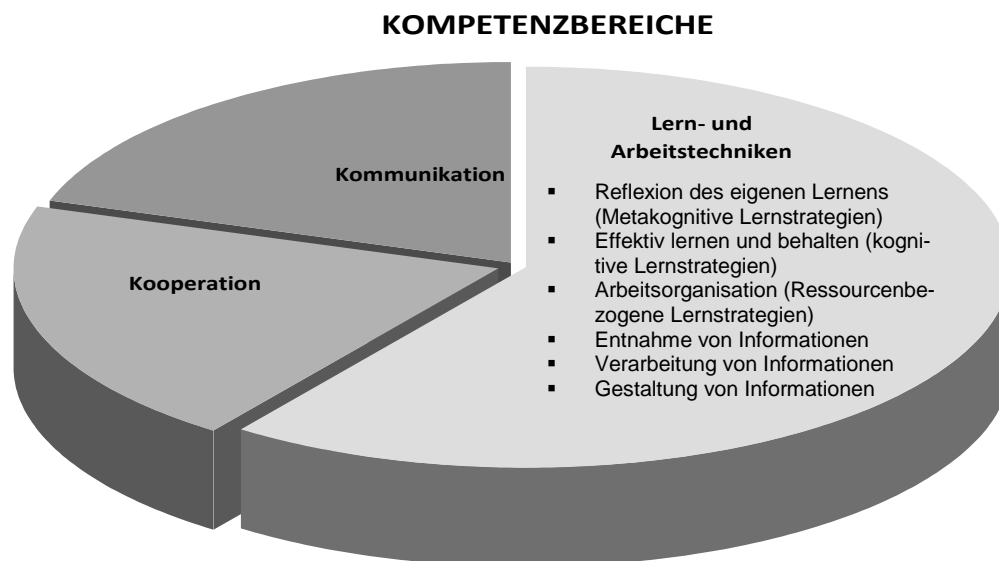 KOMPETENZBEREICHE
Lern- und
Arbeitstechniken
▪ Reflexion des eigenen Lernens
(Metakognitive Lernstrategien)
▪ Effektiv lernen und behalten (kogni-
tive Lernstrategien)
▪ Arbeitsorganisation (Ressourcenbe-
zogene Lernstrategien)
▪ Entnahme von Informationen
▪ Verarbeitung von Informationen
▪ Gestaltung von Informationen
Kommunikation
Kooperation